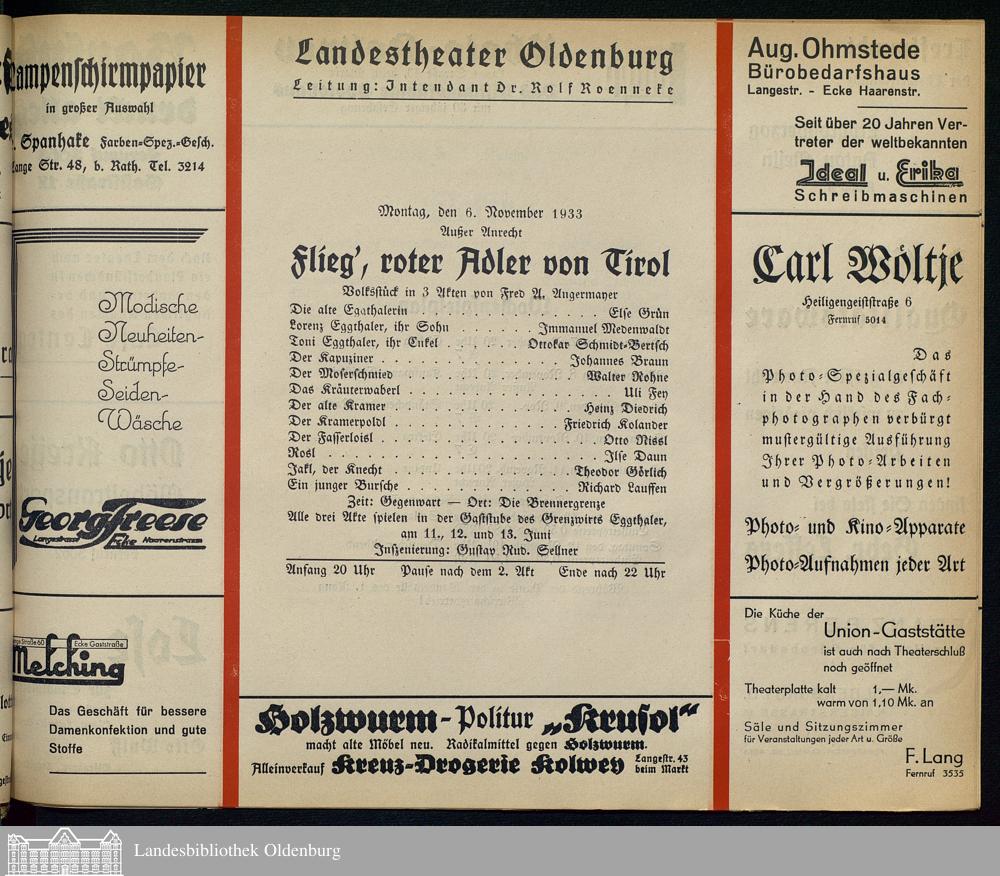 Lampenschirmpapier
in großer Auswahl
Spanhake Farben-Spez.-Gesch.
Lange Str. 48, b. Rath. Tel. 3214
Modische
Neuheiten-
Strümpfe-
Seiden-
Wäsche
Georg Freese
Langestrasse Ecke Haarenstrasse
Straße 60 Ecke Gaststraße
Melching
Das Geschäft für bessere
Damenkonfektion und gute
Stoffe
Landestheater Oldenburg
Leitung: Intendant Dr. Rolf Roenneke
Montag, den 6. November 1933
Außer Anrecht
Flieg', roter Adler von Tirol
Volksstück in 3 Akten von Fred A. Angermayer
Die alte Egathalerin . . . . . . . . . . . . Else Grün
Lorenz Eggthaler, ihr Sohn . . . . . . Immanuel Medenwaldt
Toni Eggthaler, ihr Enkel . . . . . . Ottokar Schmidt-Bertsch
Der Kapuziner . . . . . . . . . . . . Johannes Braun
Der Moserschmied . . . . . . . . . . . . Walter Rohne
Das Kräuterwaberl . . . . . . . . . . . . Uli Fey
Der alte Kramer . . . . . . . . . . . . Heinz Diedrich
Der Kramerpoldl . . . . . . . . . . . . Friedrich Kolander
Der Fasserloisl . . . . . . . . . . . . Otto Nissl
Rosl . . . . . . . . . . . . Ilse Daun
Jakl, der Knecht . . . . . . . . . . . . Theodor Görlich
Ein junger Bursche . . . . . . . . . . . . Richard Lauffen
Zeit: Gegenwart — Ort: Die Brennergrenze
Alle drei Akte spielen in der Gaststube des Grenzwirts Eggthaler,
am 11., 12. und 13. Juni
Inszenierung: Gustav Rud. Sellner
Anfang 20 Uhr Pause nach dem 2. Akt Ende nach 22 Uhr
Holzwurm-Politur „Krusol“
macht alte Möbel neu. Radikalmittel gegen Holzwurm.
Alleinverkauf Kreuz-Drogerie Kolwey Langestr. 43
beim Markt
Aug. Ohmstede
Bürobedarfshaus
Langestr. - Ecke Haarenstr.
Seit über 20 Jahren Ver-
treter der weltbekannten
Ideal u. Erika
Schreibmaschinen
Carl Wöltje
Heiligengeiststraße 6
Fernruf 5014
Das
Photo-Spezialgeschäft
in der Hand des Fach-
photographen verbürgt
mustergültige Ausführung
Ihrer Photo-Arbeiten
und Vergrößerungen!
Photo- und Kino-Apparate
Photo-Aufnahmen jeder Art
Die Küche der
Union-Gaststätte
ist auch nach Theaterschluß
noch geöffnet
Theaterplatte kalt 1,— Mk.
warm von 1,10 Mk. an
Säle und Sitzungszimmer
für Veranstaltungen jeder Art u. Größe
F. Lang
Fernruf 3535
Landesbibliothek Oldenburg